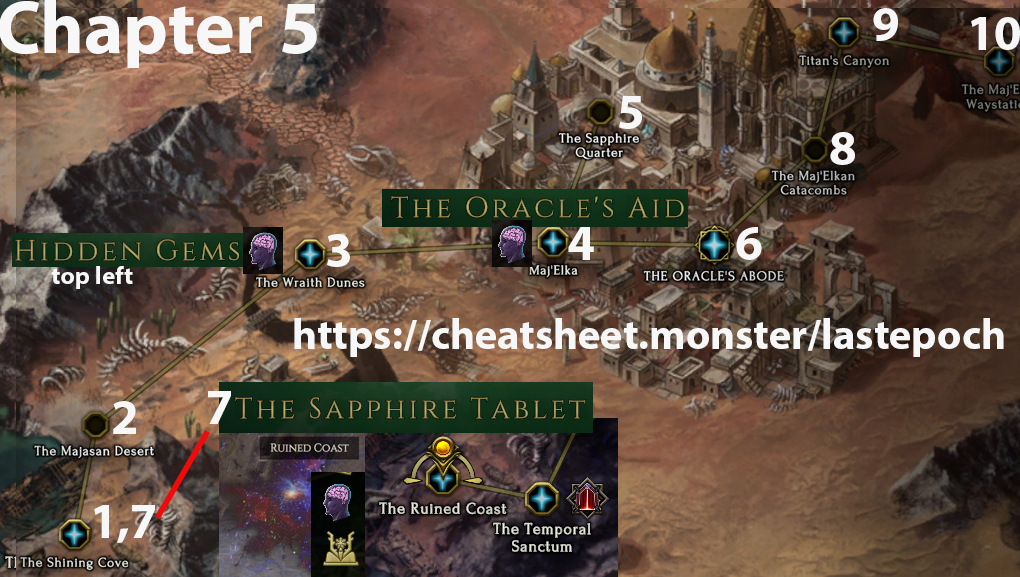 Chapter 5
9
10
Titan's Canyon
The Maj'E
Waystatio
5
The Sapphire
Quarter
8
The Maj'Elkan
Catacombs
THE ORACLE'S AID
HIDDEN GEMS
top left
3
The Wraith Dunes
4
Maj'Elka
6
THE ORACLE'S ABODE
https://cheatsheet.monster/lastepoch
2
The Majasan Desert
7
THE SAPPHIRE TABLET
RUINED COAST
The Ruined Coast
The Temporal
Sanctum
1,7
The Shining Cove